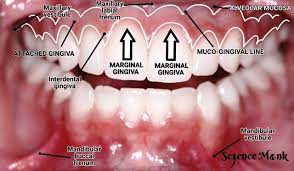 Maxillary
vestibule
Maxillary
labial
frenum
ALVEOLAR MUCOSA
ATTACHED GINGIVA
MUCO-GINGIVAL LINE
Interdental
gingiva
MARGINAL
GINGIVA
MARGINAL
GINGIVA
Mandibular
buccal
frenum
Mandibular
vestibule
Science Monk